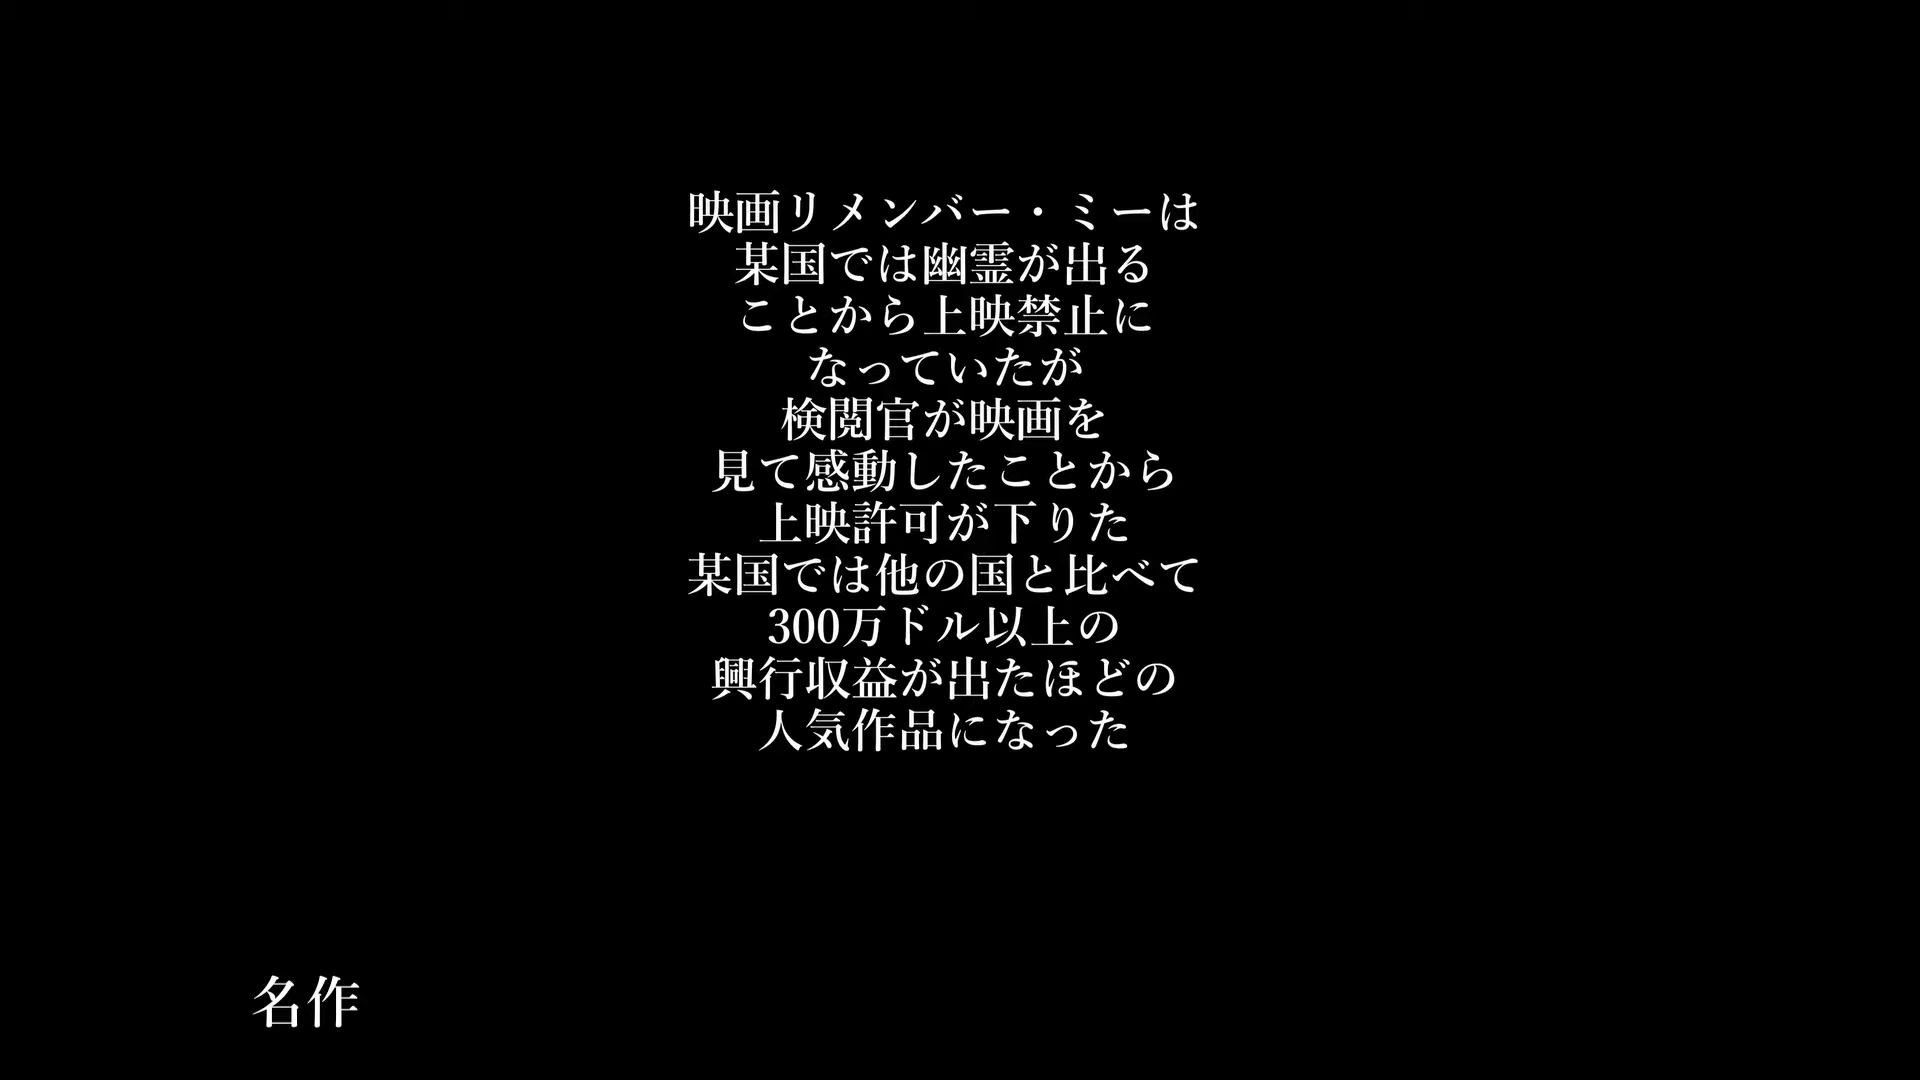 映画リメンバー・ミーは
某国では幽霊が出る
ことから上映禁止に
なっていたが
検閲官が映画を
見て感動したことから
上映許可が下りた
某国では他の国と比べて
300万ドル以上の
興行収益が出たほどの
人気作品になった
名作